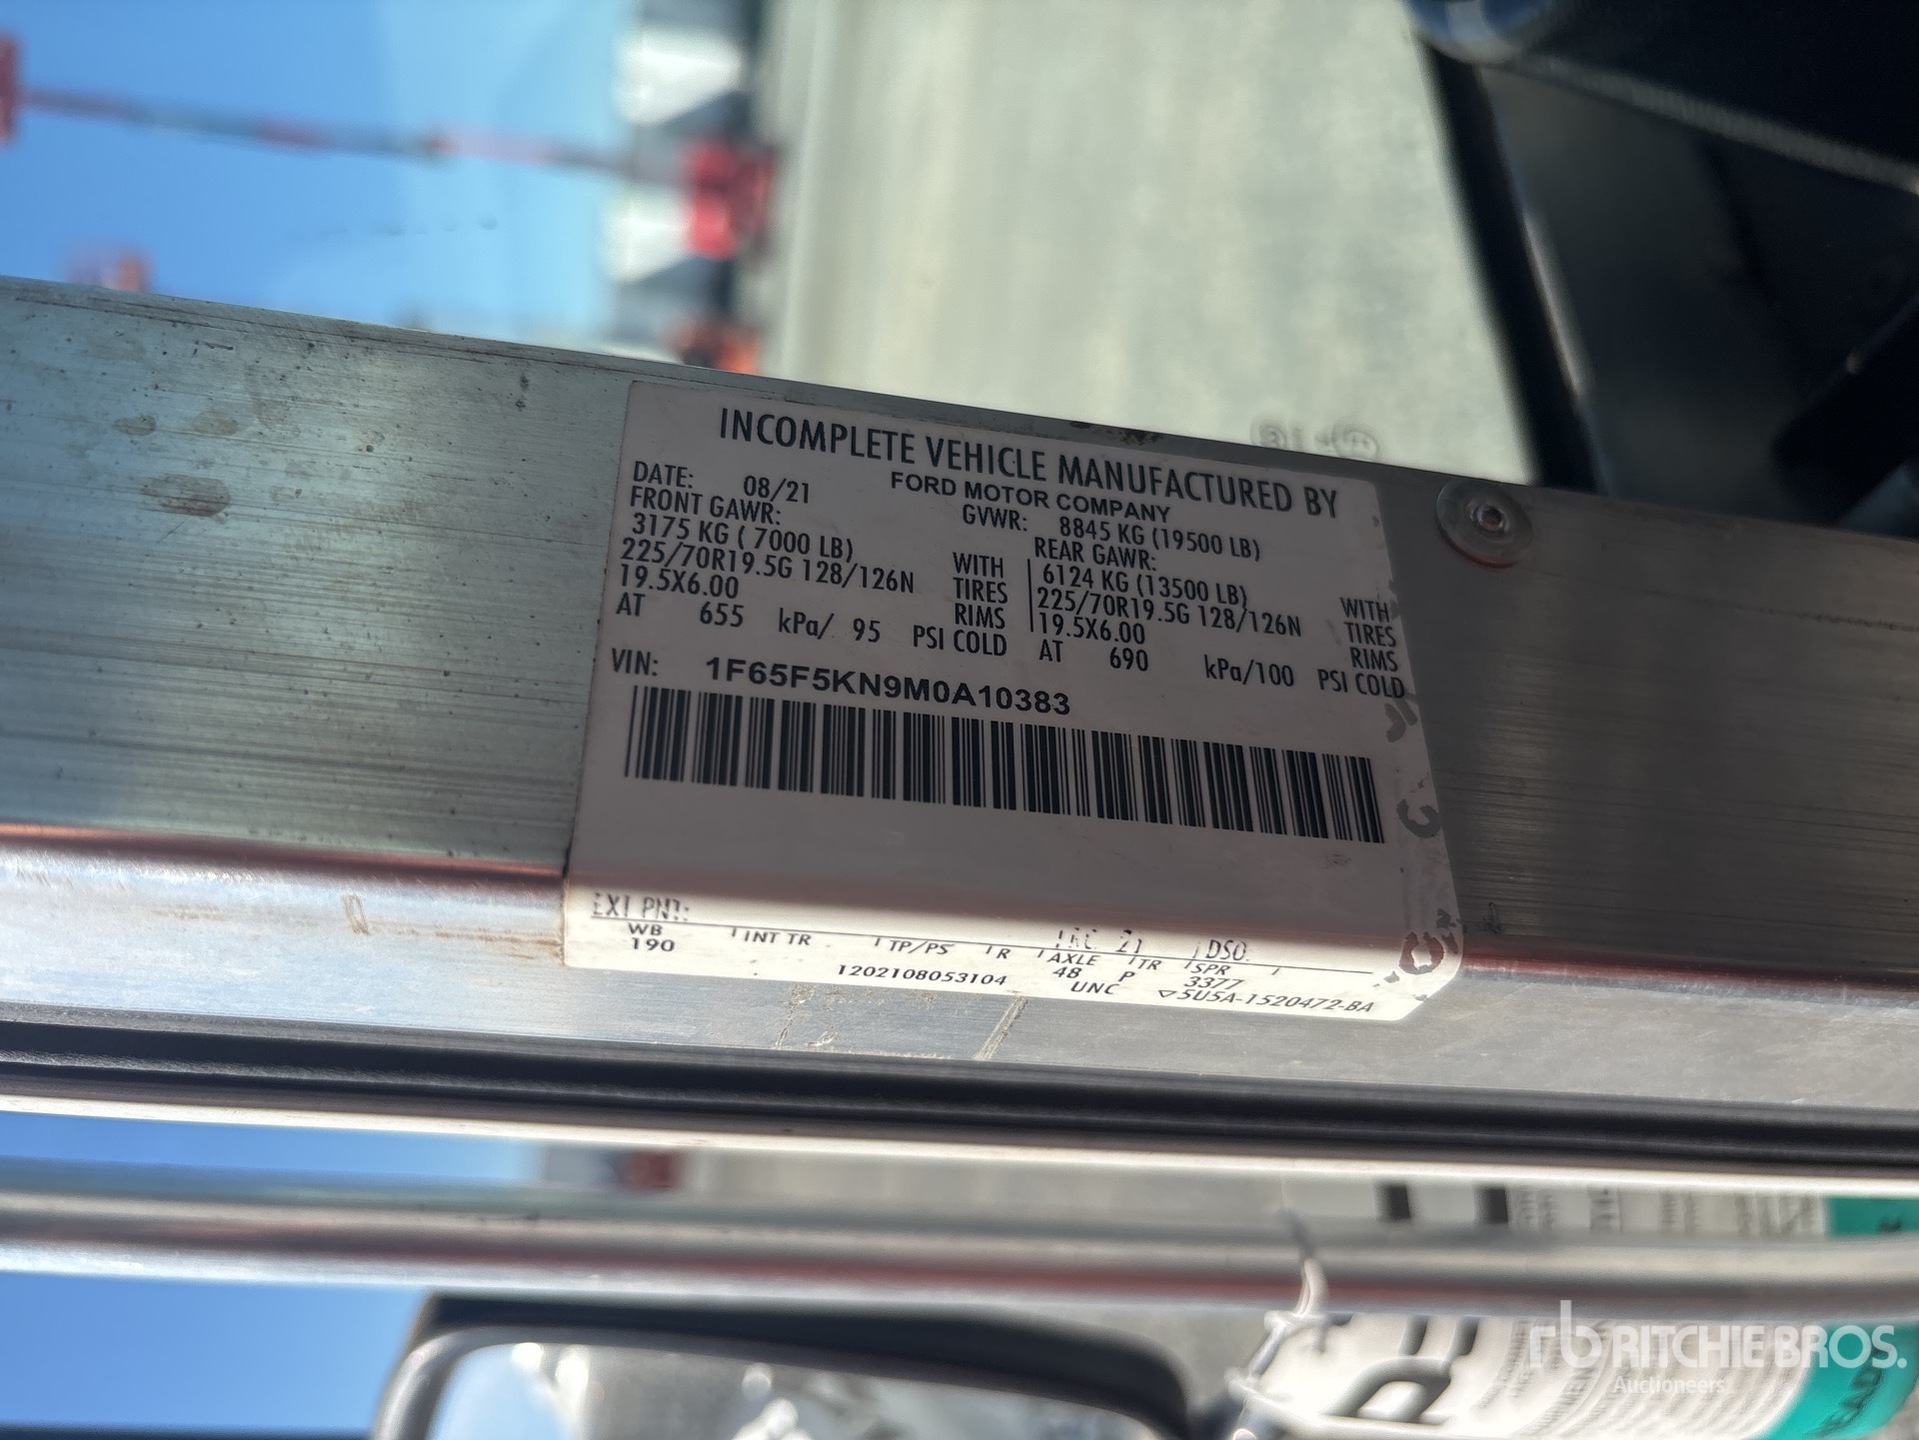 INCOMPLETE VEHICLE MANUFACTURED BY
FORD MOTOR COMPANY
DATE: 08/21 GVWR: 8845 KG (19500 LB)
FRONT GAWR: REAR GAWR:
3175 KG ( 7000 LB) WITH 6124 KG (13500 LB) WITH
225/70R19.5G 128/126N TIRES 225/70R19.5G 128/126N TIRES
19.5X6.00 RIMS 19.5X6.00 RIMS
AT 655 kPa/ 95 PSI COLD AT 690 kPa/100 PSI COLD
VIN: 1F65F5KN9M0A10383
EXT PNT: RC: 21 DSO:
WB INT TR TP/PS R AXLE TR SPR
190 48 P 3377
1202108053104 UNC 5U5A-1520472-BA
rb RITCHIE BROS.
Auctioneers